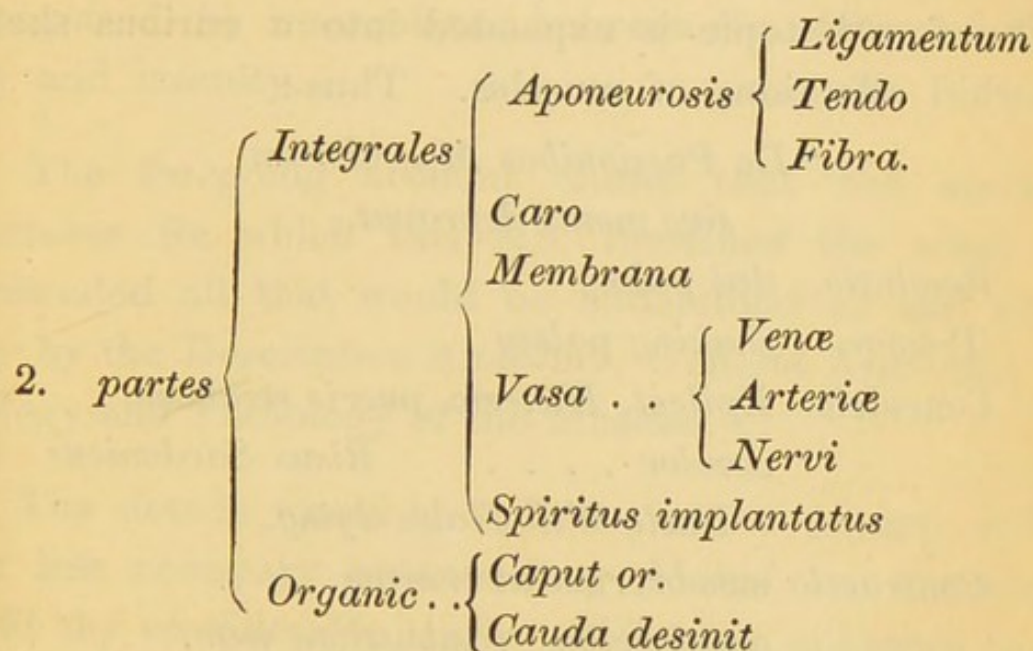 Ligamentum
Aponeurosis Tendo
Integrales Fibra.
Caro
Membrana
Venæ
2. partes Vasa . . Arteriæ
Nervi
Spiritus implantatus
Organic . . Caput or.
Cauda desinit